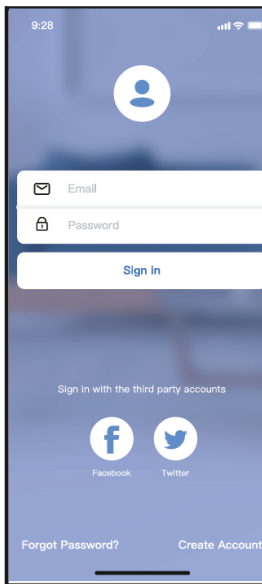 9:28
Email
Password
Sign in
Sign in with the third party accounts
Facebook
Twitter
Forgot Password?
Create Account